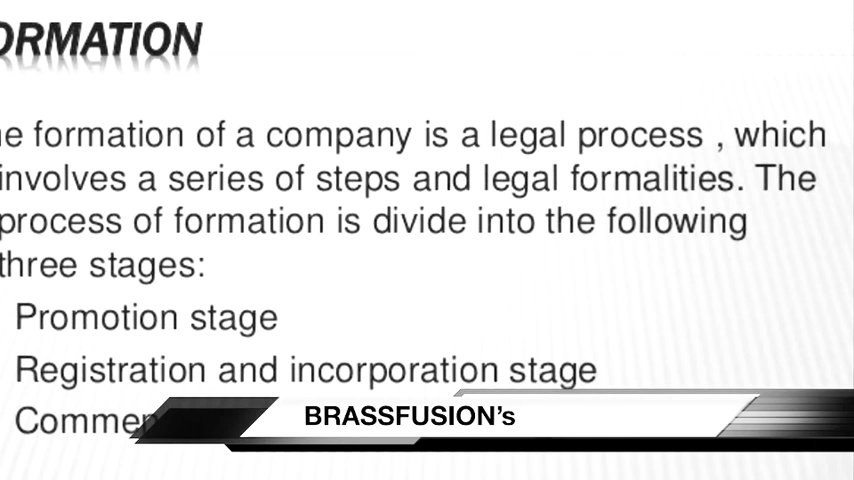 ORMATION
he formation of a company is a legal process , which
involves a series of steps and legal formalities. The
process of formation is divide into the following
three stages:
Promotion stage
Registration and incorporation stage
BRASSFUSION’s